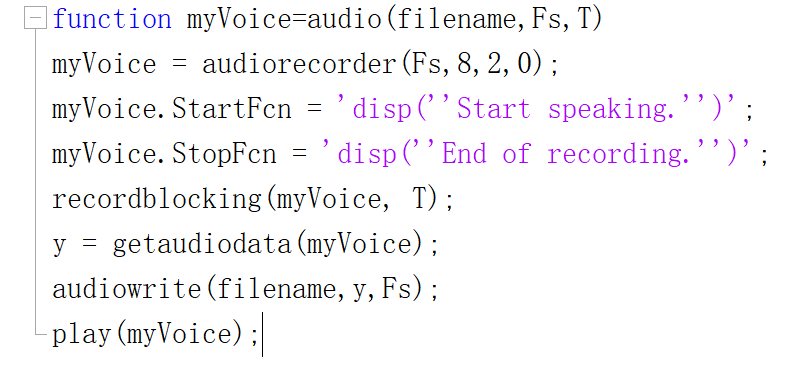 function myVoice=audio(filename,Fs,T)
myVoice = audiorecorder(Fs,8,2,0);
myVoice.StartFcn = 'disp(''Start speaking.'')';
myVoice.StopFcn = 'disp(''End of recording.'')';
recordblocking(myVoice, T);
y = getaudiodata(myVoice);
audiowrite(filename,y,Fs);
play(myVoice);